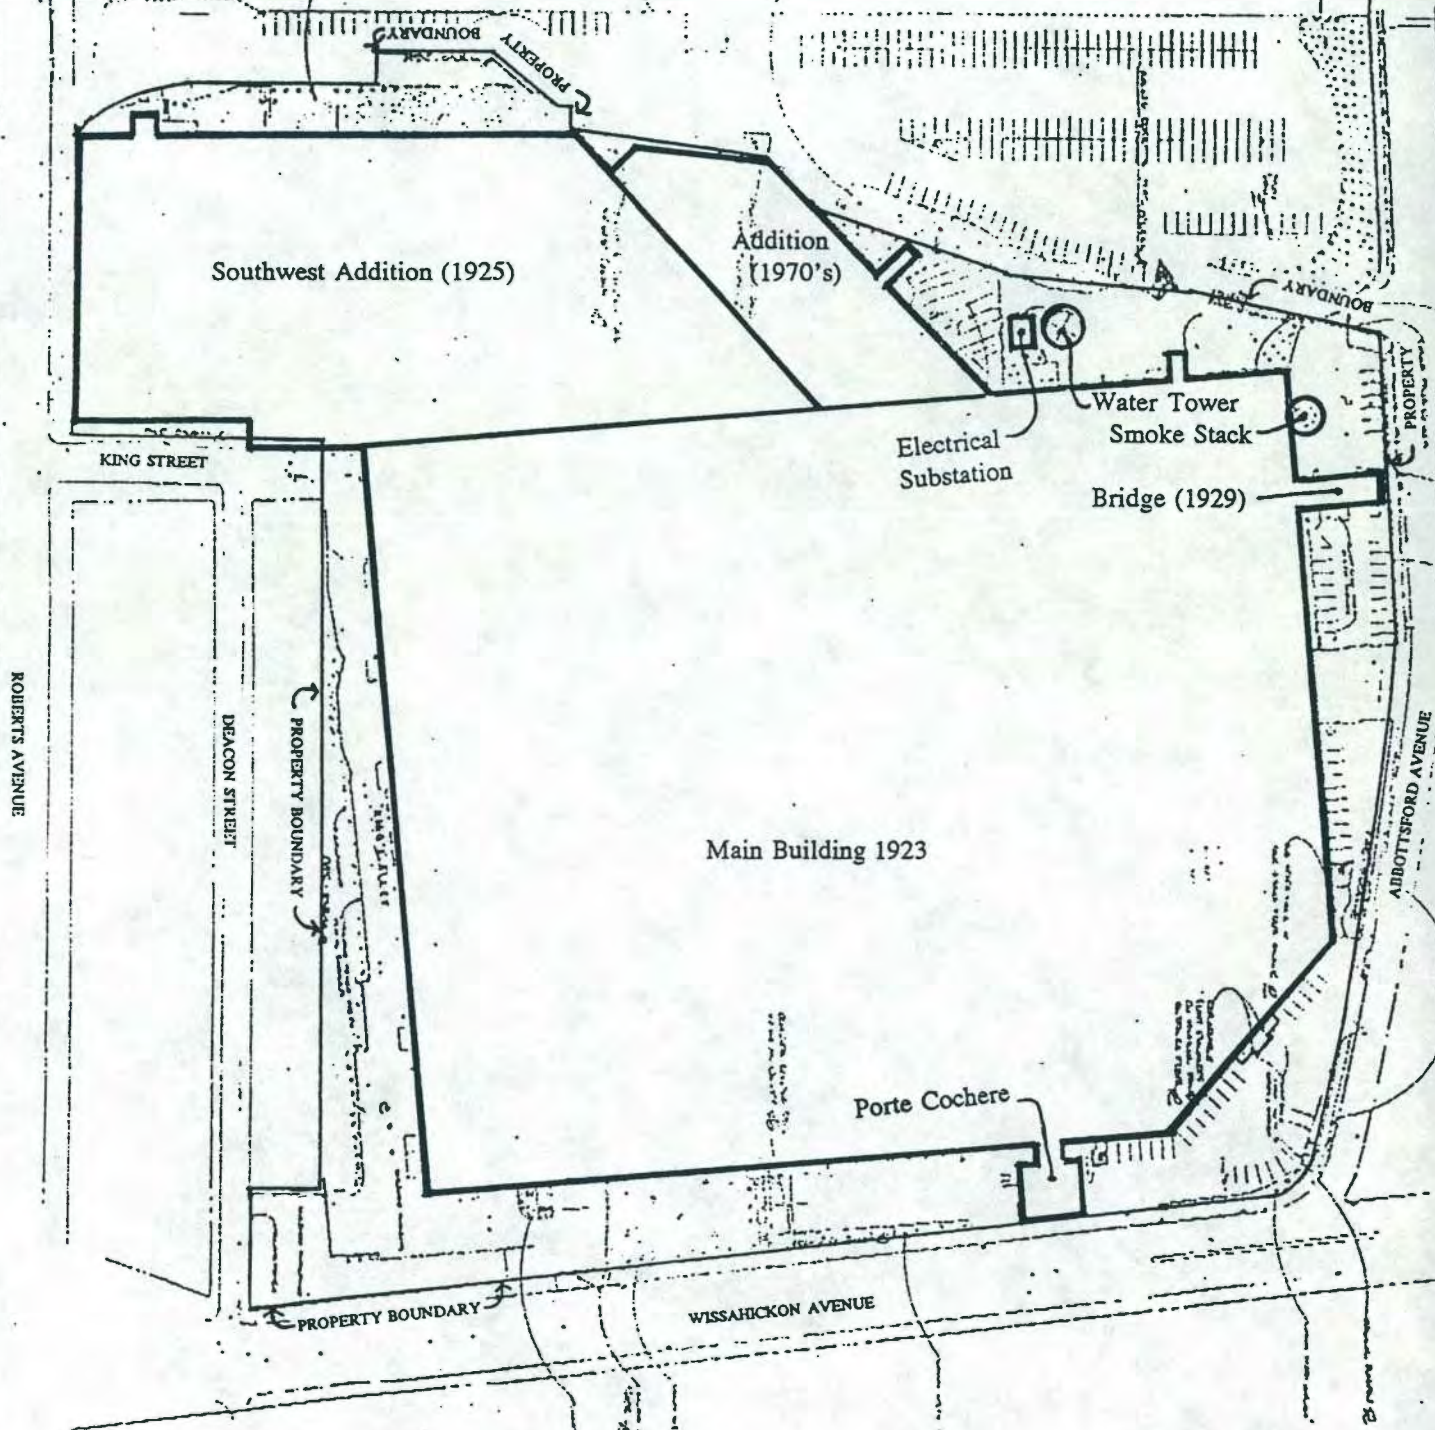 PROPERTY
BOUNDARY
PROPERTY
BOUNDARY
PROPERTY
Southwest Addition (1925)
Addition
(1970's)
Water Tower
Smoke Stack
Electrical
Substation
Bridge (1929)
KING STREET
ROBERTS AVENUE
DEACON STREET
PROPERTY BOUNDARY
Main Building 1923
ABBOTTSFORD AVENUE
Porte Cochere
PROPERTY BOUNDARY
WISSAHICKON AVENUE